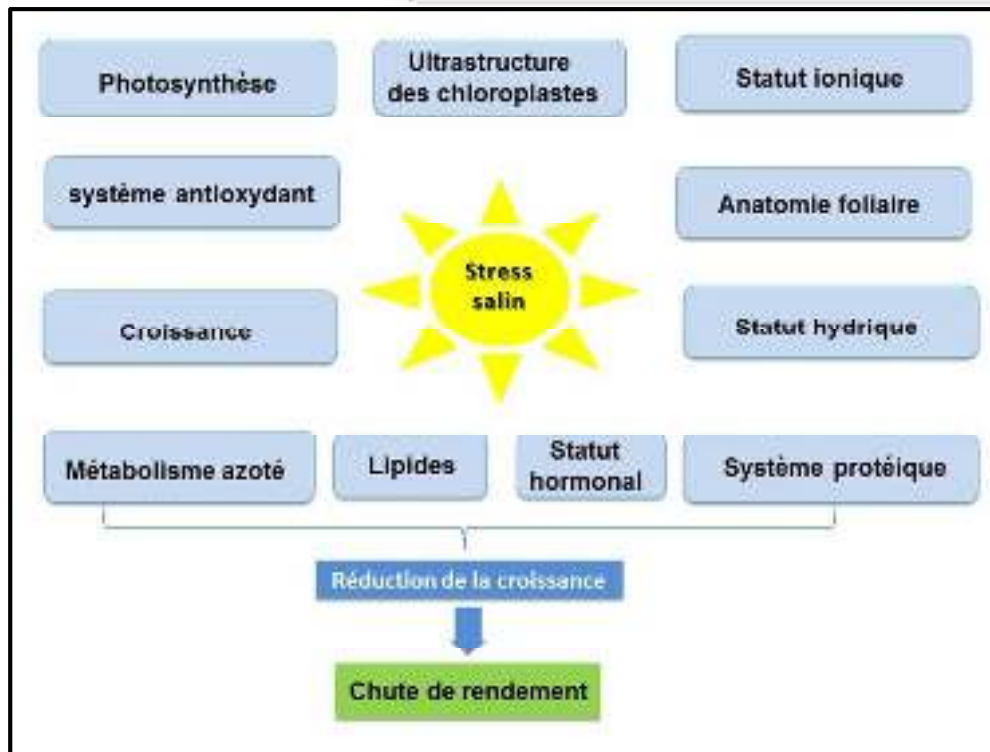 Photosynthèse
Ultrastructure
des chloroplastes
Statut ionique
système antioxydant
Anatomie foliaire
Stress
salin
Croissance
Statut hydrique
Métabolisme azoté
Lipides
Statut
hormonal
Système protéique
Réduction de la croissance
Chute de rendement